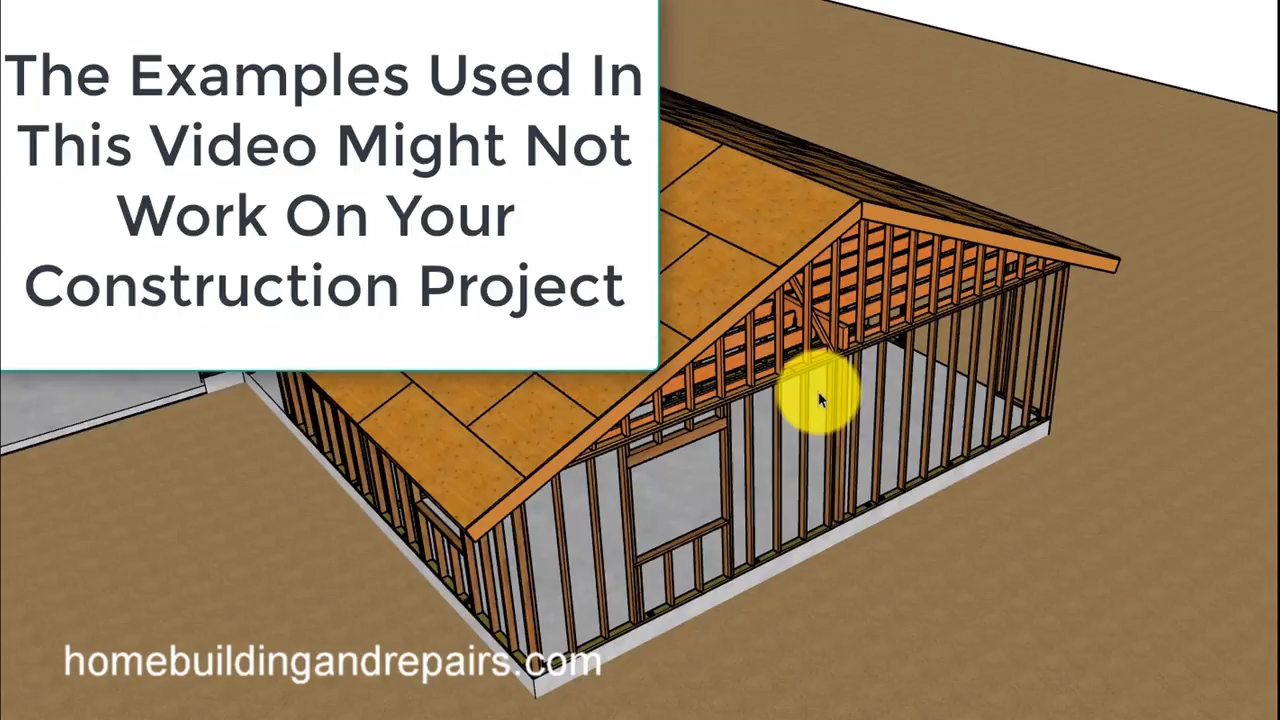 The Examples Used In
This Video Might Not
Work On Your
Construction Project
homebuildingandrepairs.com